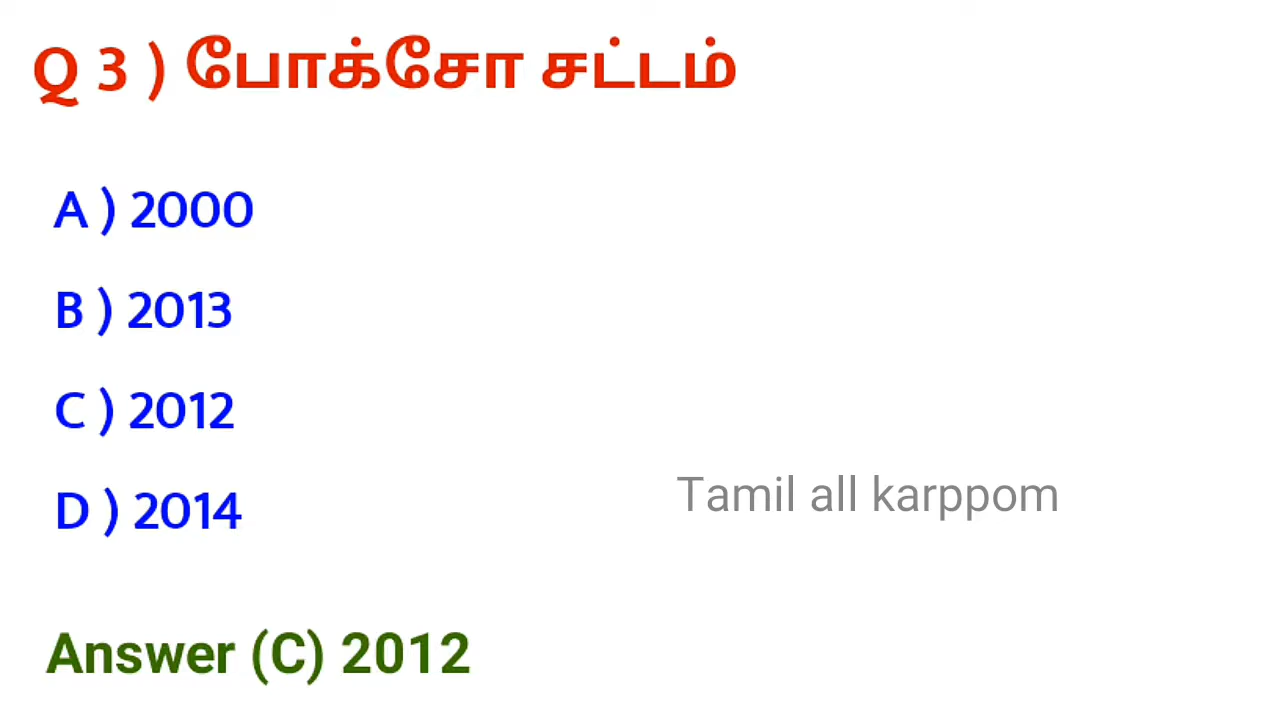 Q 3 ) போக்சோ சட்டம்
A ) 2000
B ) 2013
C ) 2012
D ) 2014
Tamil all karppom
Answer (C) 2012